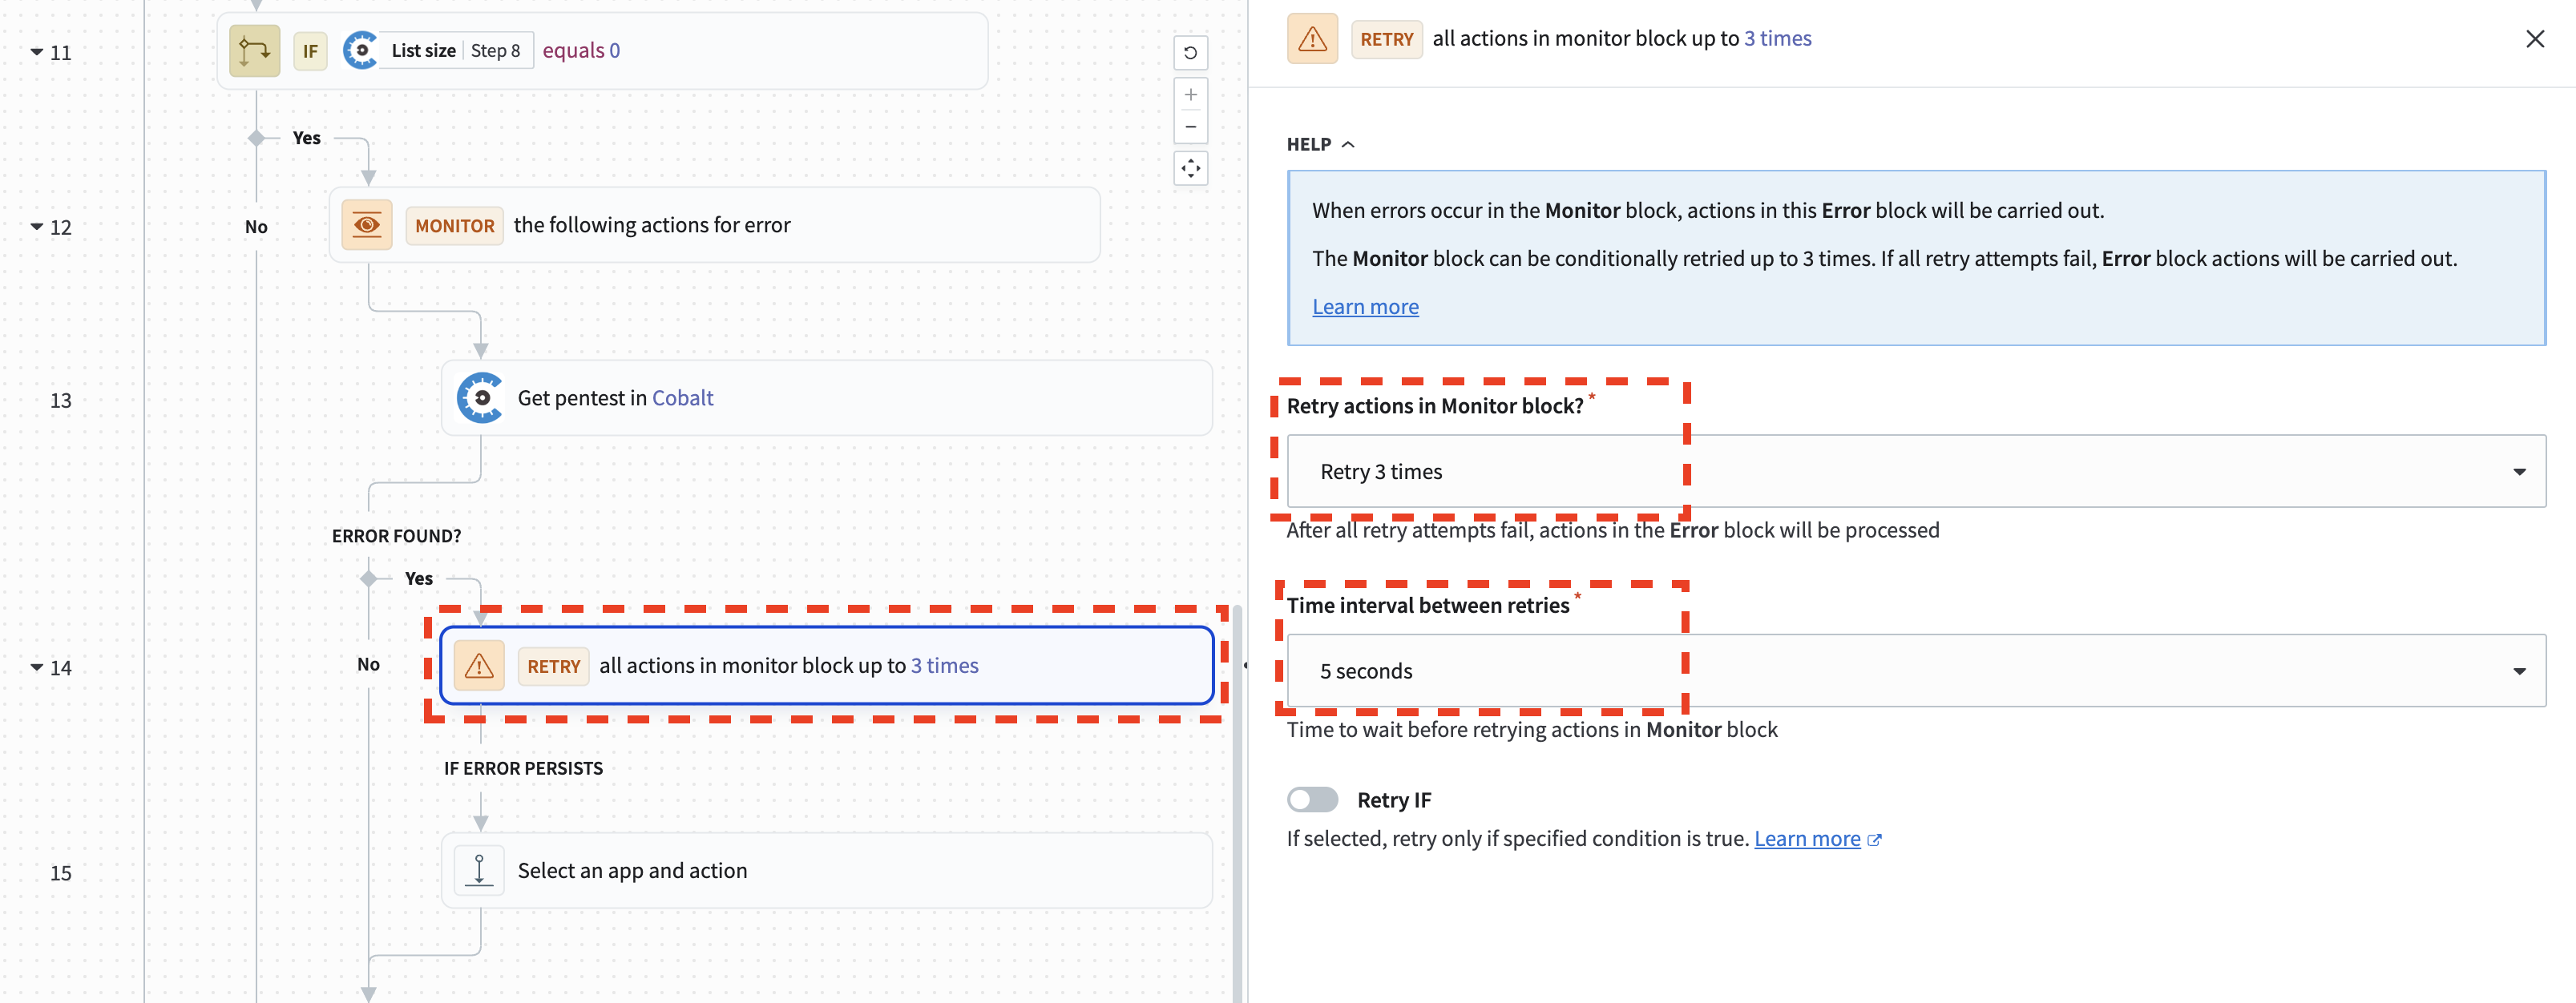 11
IF List size Step 8 equals 0
Yes
12
No
MONITOR the following actions for error
13
Get pentest in Cobalt
ERROR FOUND?
Yes
14
No
RETRY all actions in monitor block up to 3 times
IF ERROR PERSISTS
15
Select an app and action
RETRY all actions in monitor block up to 3 times
HELP
When errors occur in the Monitor block, actions in this Error block will be carried out.
The Monitor block can be conditionally retried up to 3 times. If all retry attempts fail, Error block actions will be carried out.
Learn more
Retry actions in Monitor block? *
Retry 3 times
After all retry attempts fail, actions in the Error block will be processed
Time interval between retries *
5 seconds
Time to wait before retrying actions in Monitor block
Retry IF
If selected, retry only if specified condition is true. Learn more